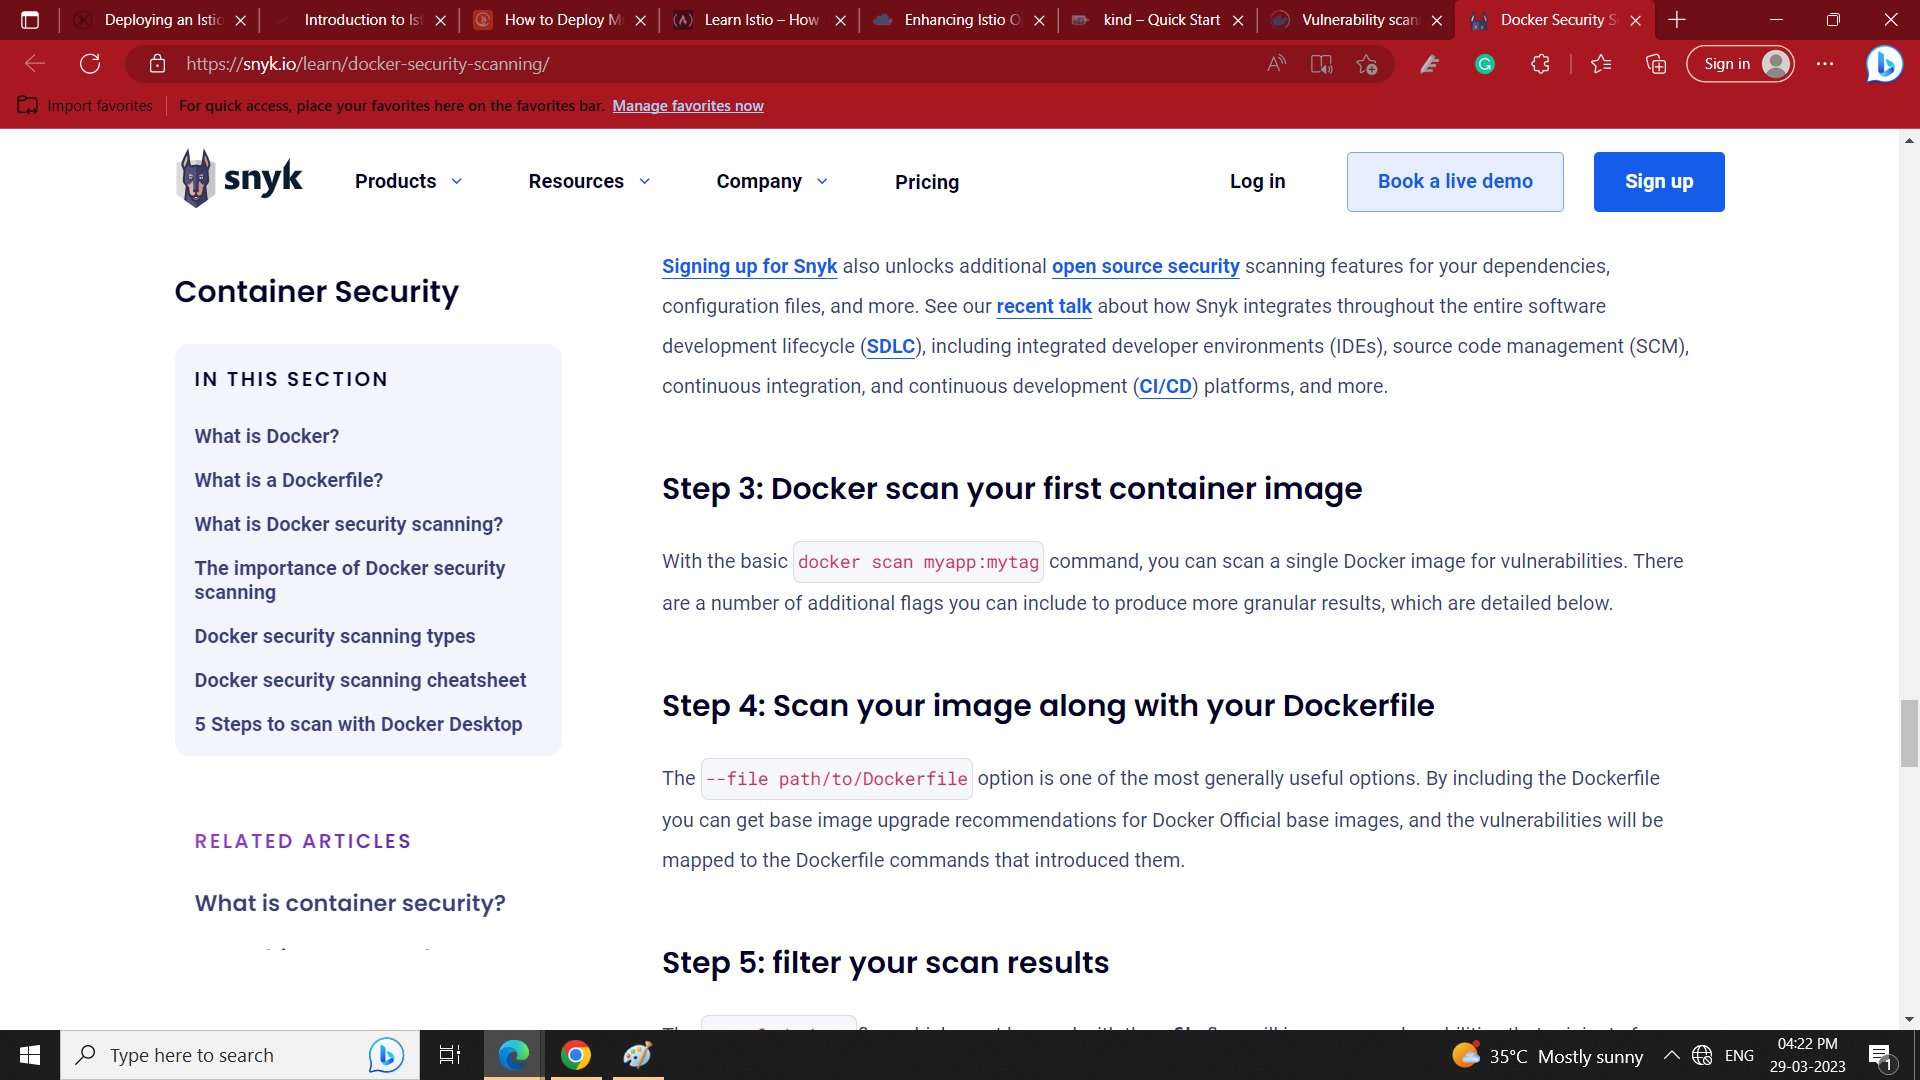 Deploying an Istio
Introduction to Ist
How to Deploy M
Learn Istio – How
Enhancing Istio O
kind – Quick Start
Vulnerability scan
Docker Security S
https://snyk.io/learn/docker-security-scanning/
Sign in
Import favorites
For quick access, place your favorites here on the favorites bar. Manage favorites now
snyk
Products
Resources
Company
Pricing
Log in
Book a live demo
Sign up
Container Security
IN THIS SECTION
What is Docker?
What is a Dockerfile?
What is Docker security scanning?
The importance of Docker security
scanning
Docker security scanning types
Docker security scanning cheatsheet
5 Steps to scan with Docker Desktop
RELATED ARTICLES
What is container security?
Signing up for Snyk also unlocks additional open source security scanning features for your dependencies,
configuration files, and more. See our recent talk about how Snyk integrates throughout the entire software
development lifecycle (SDLC), including integrated developer environments (IDEs), source code management (SCM),
continuous integration, and continuous development (CI/CD) platforms, and more.
Step 3: Docker scan your first container image
With the basic docker scan myapp:mytag command, you can scan a single Docker image for vulnerabilities. There
are a number of additional flags you can include to produce more granular results, which are detailed below.
Step 4: Scan your image along with your Dockerfile
The --file path/to/Dockerfile option is one of the most generally useful options. By including the Dockerfile
you can get base image upgrade recommendations for Docker Official base images, and the vulnerabilities will be
mapped to the Dockerfile commands that introduced them.
Step 5: filter your scan results
Type here to search
35°C Mostly sunny
ENG
04:22 PM
29-03-2023
1